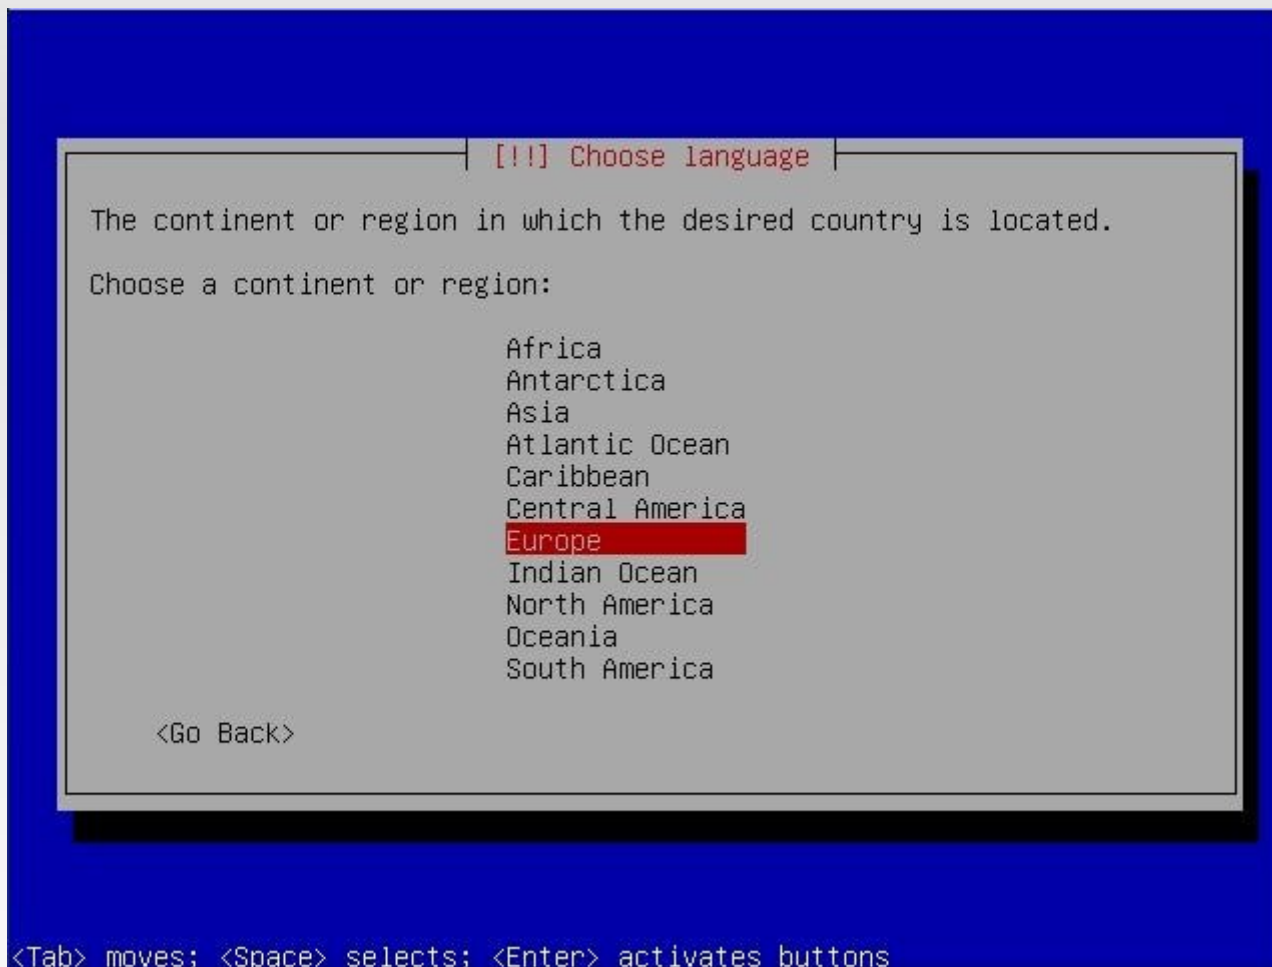 [!!] Choose language
The continent or region in which the desired country is located.
Choose a continent or region:
Africa
Antarctica
Asia
Atlantic Ocean
Caribbean
Central America
Europe
Indian Ocean
North America
Oceania
South America
<Go Back>
<Tab> moves; <Space> selects; <Enter> activates buttons